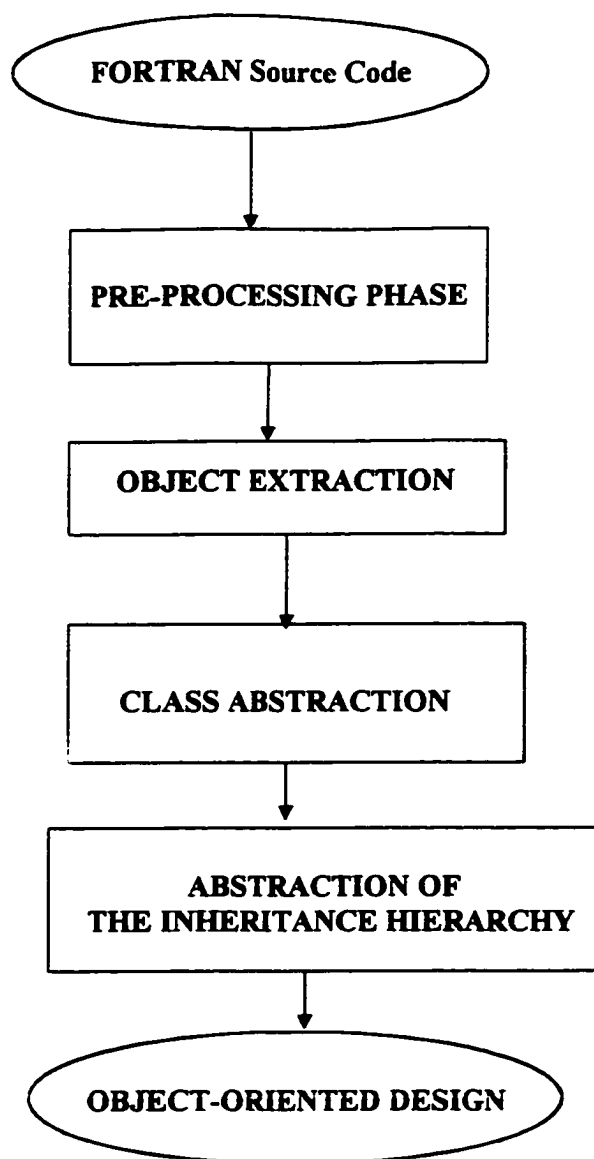 FORTRAN Source Code
PRE-PROCESSING PHASE
OBJECT EXTRACTION
CLASS ABSTRACTION
ABSTRACTION OF
THE INHERITANCE HIERARCHY
OBJECT-ORIENTED DESIGN